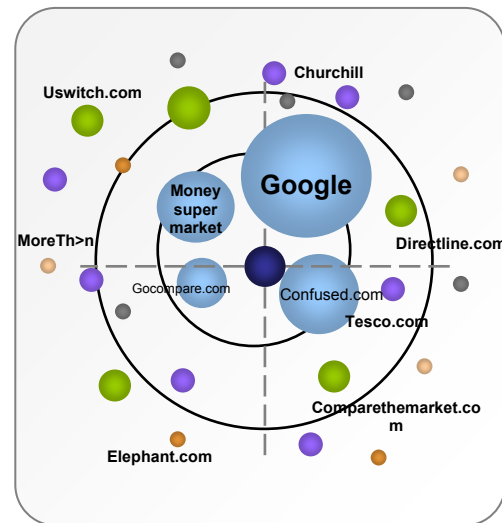 Churchill
Uswitch.com
Google
Money
super
market
MoreTh>n
Directline.com
Gocompare.com
Confused.com
Tesco.com
Comparethemarket.co
m
Elephant.com